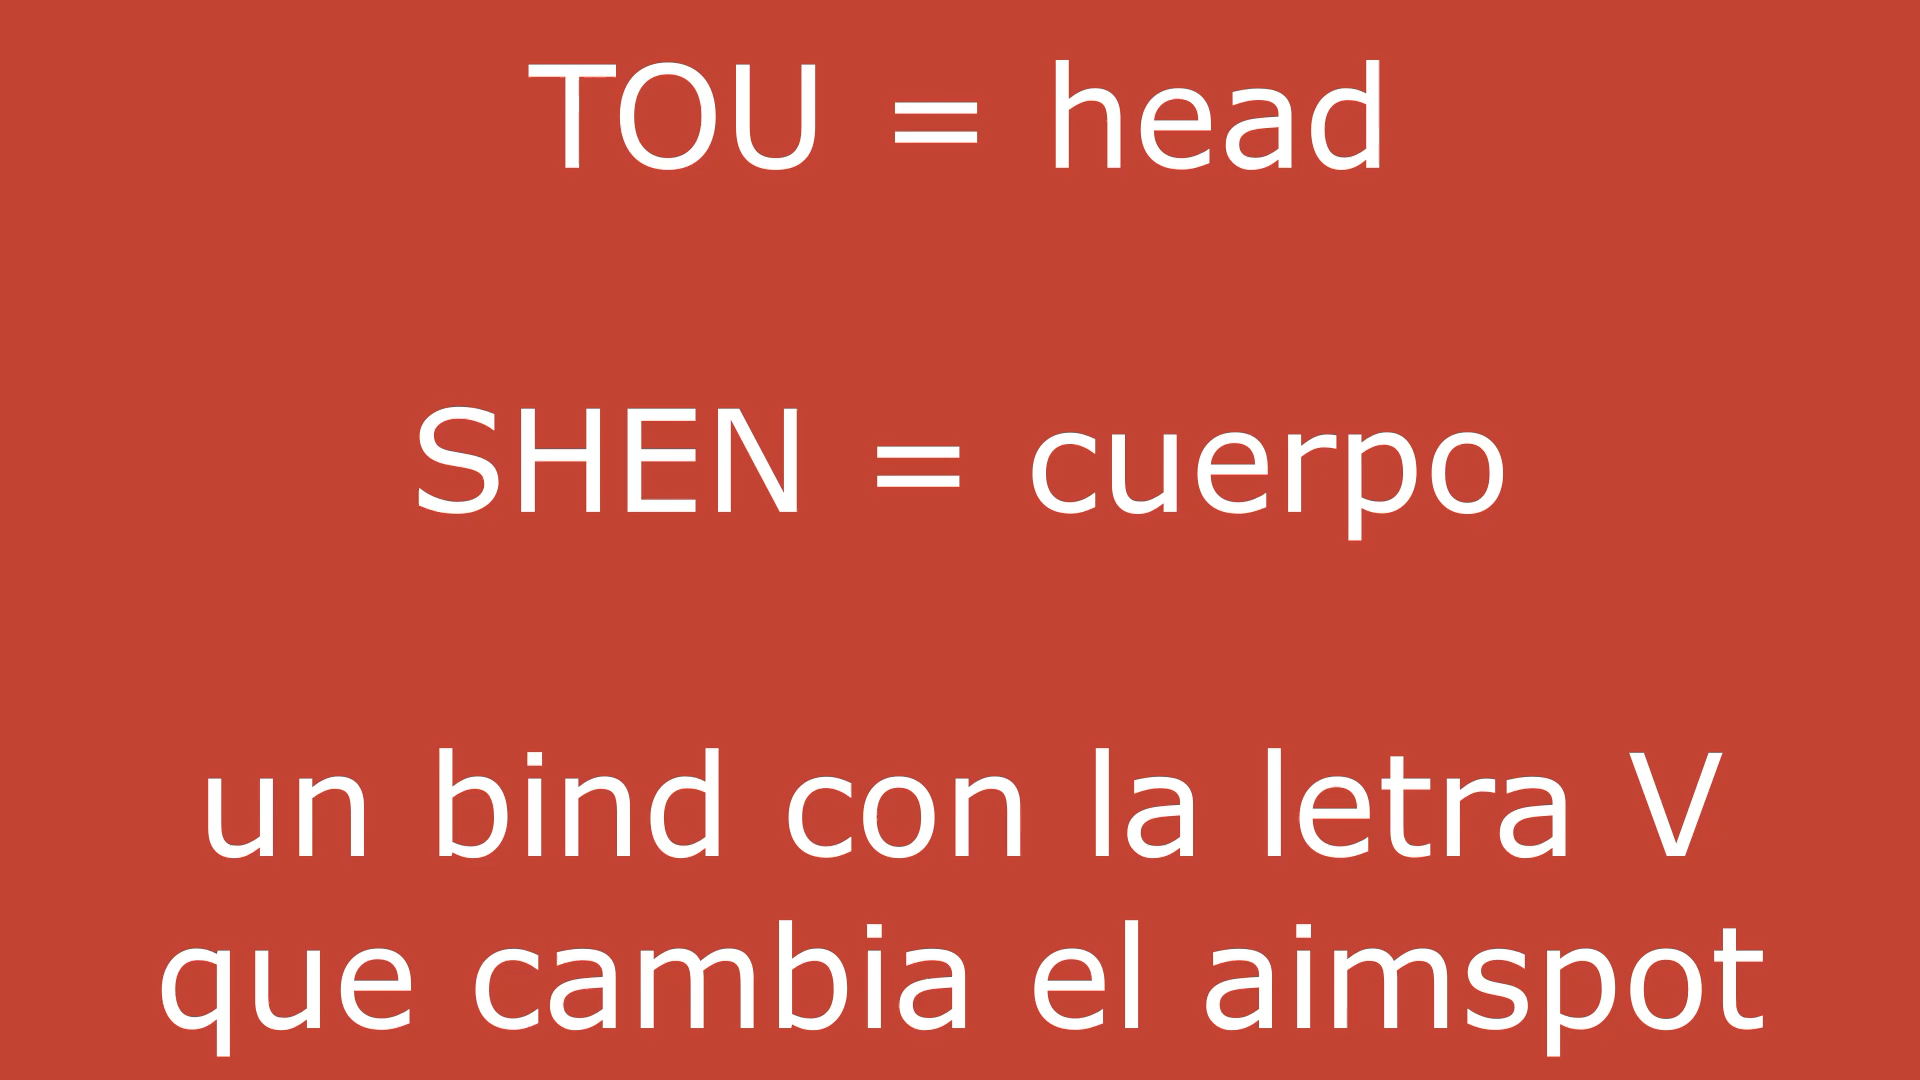 TOU = head
SHEN = cuerpo
un bind con la letra V
que cambia el aimspot